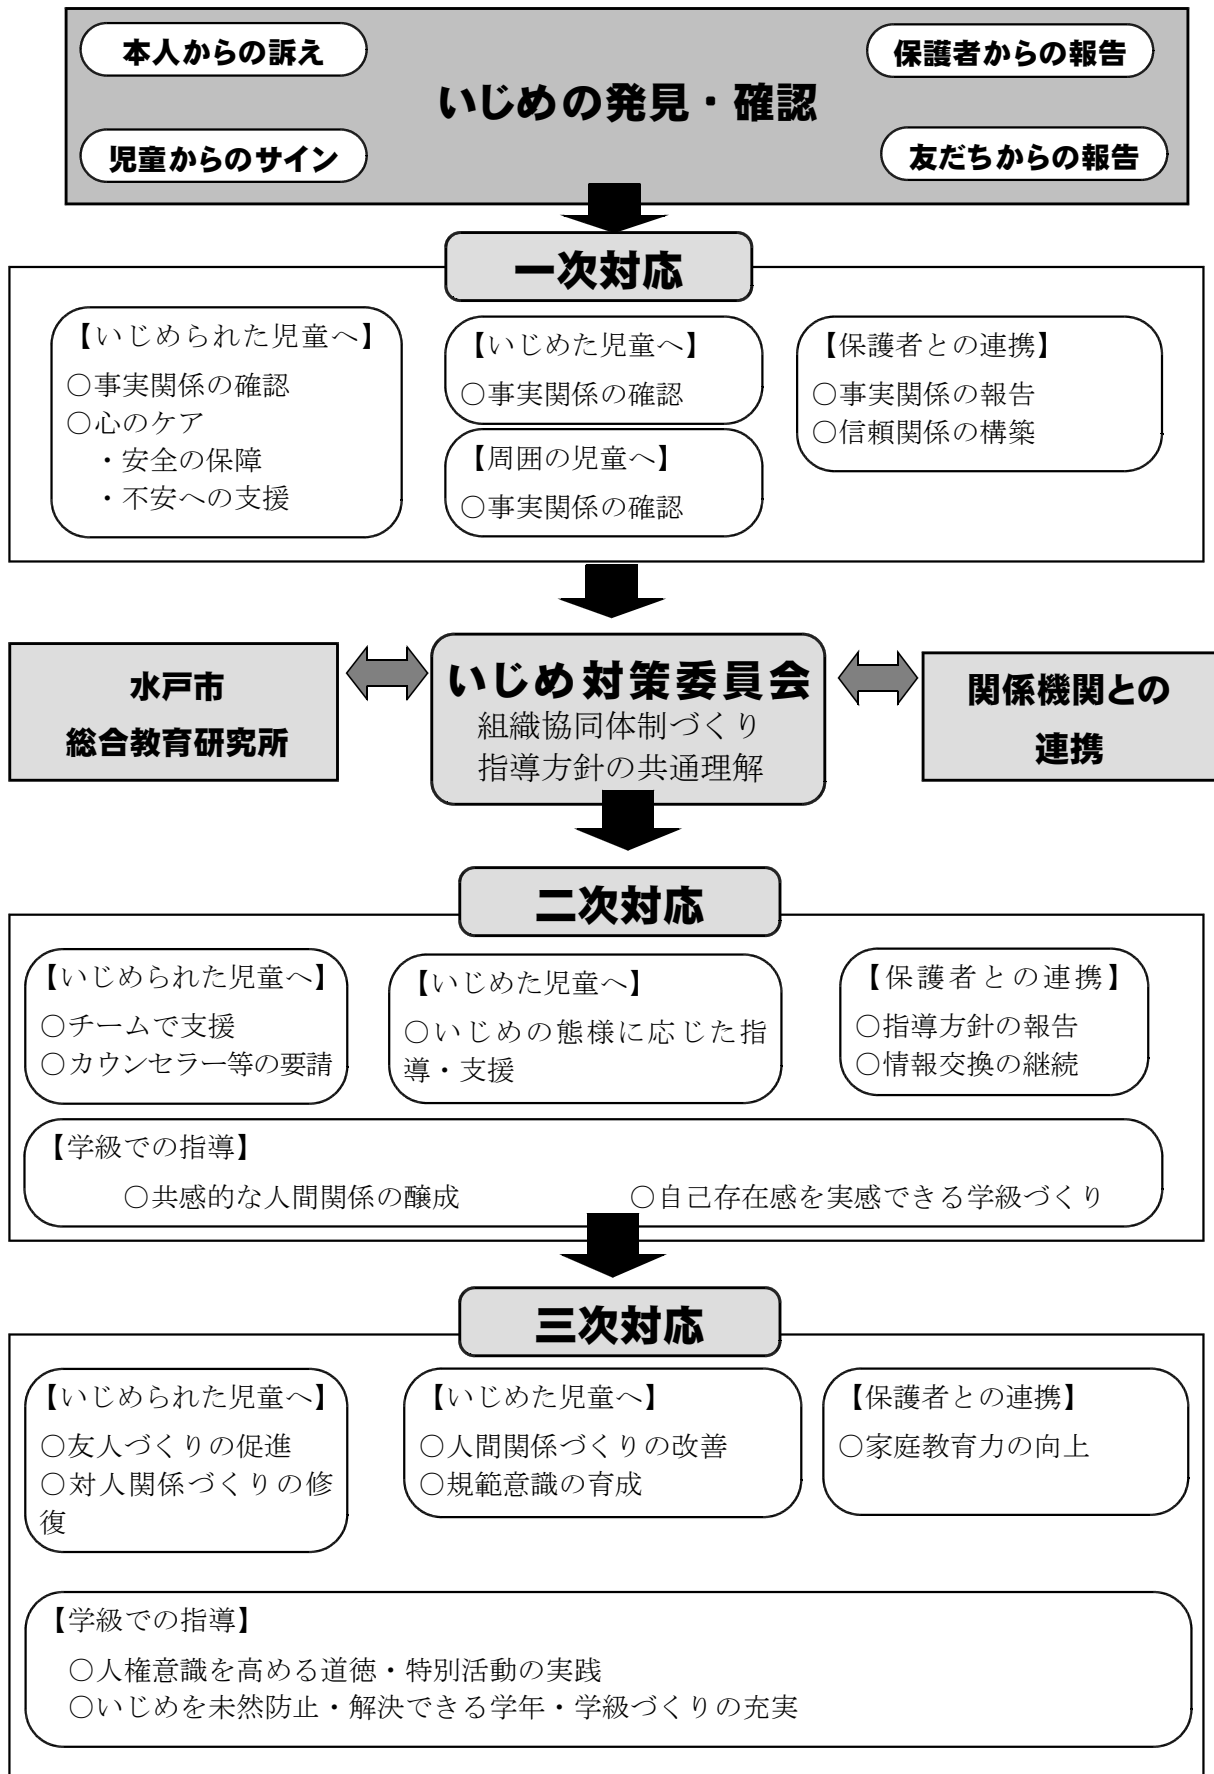 本人からの訴え
保護者からの報告
いじめの発見・確認
児童からのサイン
友だちからの報告
一次対応
【いじめられた児童へ】
○事実関係の確認
○心のケア
・安全の保障
・不安への支援
【いじめた児童へ】
○事実関係の確認
【周囲の児童へ】
○事実関係の確認
【保護者との連携】
○事実関係の報告
○信頼関係の構築
水戸市
総合教育研究所
いじめ対策委員会
組織協同体制づくり
指導方針の共通理解
関係機関との
連携
二次対応
【いじめられた児童へ】
○チームで支援
○カウンセラー等の要請
【いじめた児童へ】
○いじめの態様に応じた指
導・支援
【保護者との連携】
○指導方針の報告
○情報交換の継続
【学級での指導】
○共感的な人間関係の醸成
○自己存在感を実感できる学級づくり
三次対応
【いじめられた児童へ】
○友人づくりの促進
○対人関係づくりの修
復
【いじめた児童へ】
○人間関係づくりの改善
○規範意識の育成
【保護者との連携】
○家庭教育力の向上
【学級での指導】
○人権意識を高める道徳・特別活動の実践
○いじめを未然防止・解決できる学年・学級づくりの充実